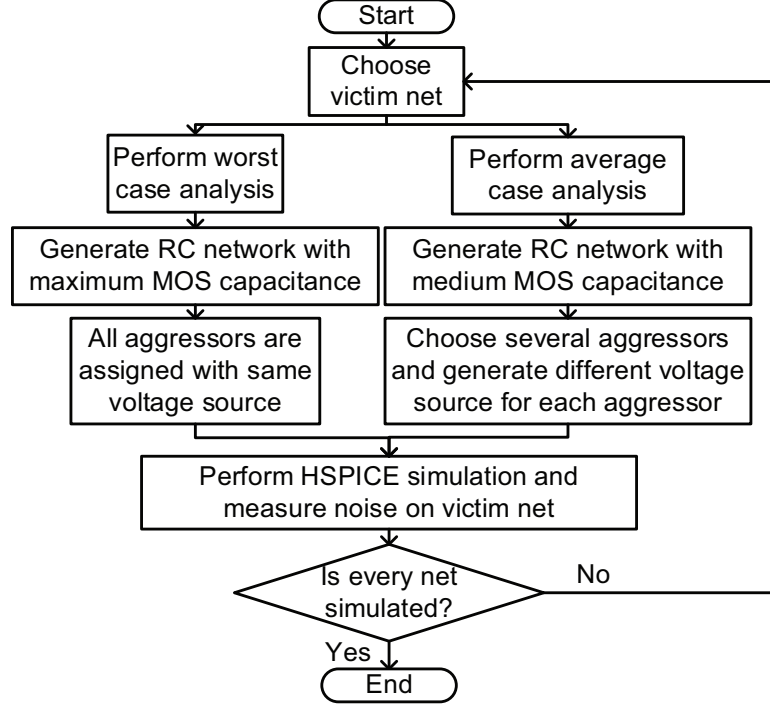 Start
Choose
victim net
Perform worst
case analysis
Perform average
case analysis
Generate RC network with
maximum MOS capacitance
Generate RC network with
medium MOS capacitance
All aggressors are
assigned with same
voltage source
Choose several aggressors
and generate different voltage
source for each aggressor
Perform HSPICE simulation and
measure noise on victim net
Is every net
simulated?
No
Yes
End